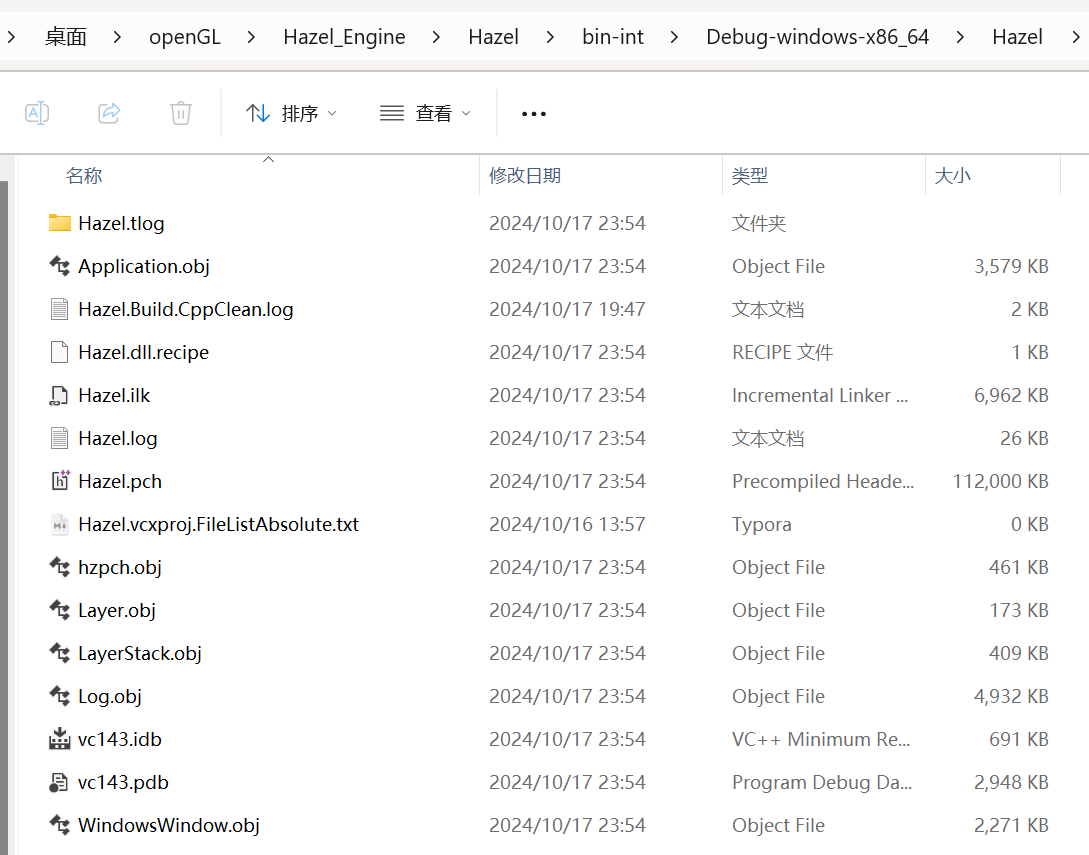 桌面 > openGL > Hazel_Engine > Hazel > bin-int > Debug-windows-x86_64 > Hazel >
排序 查看
名称 修改日期 类型 大小
Hazel.tlog 2024/10/17 23:54 文件夹
Application.obj 2024/10/17 23:54 Object File 3,579 KB
Hazel.Build.CppClean.log 2024/10/17 19:47 文本文档 2 KB
Hazel.dll.recipe 2024/10/17 23:54 RECIPE 文件 1 KB
Hazel.ilk 2024/10/17 23:54 Incremental Linker ... 6,962 KB
Hazel.log 2024/10/17 23:54 文本文档 26 KB
Hazel.pch 2024/10/17 23:54 Precompiled Heade... 112,000 KB
Hazel.vcxproj.FileListAbsolute.txt 2024/10/16 13:57 Typora 0 KB
hzpch.obj 2024/10/17 23:54 Object File 461 KB
Layer.obj 2024/10/17 23:54 Object File 173 KB
LayerStack.obj 2024/10/17 23:54 Object File 409 KB
Log.obj 2024/10/17 23:54 Object File 4,932 KB
vc143.idb 2024/10/17 23:54 VC++ Minimum Re... 691 KB
vc143.pdb 2024/10/17 23:54 Program Debug Da... 2,948 KB
WindowsWindow.obj 2024/10/17 23:54 Object File 2,271 KB